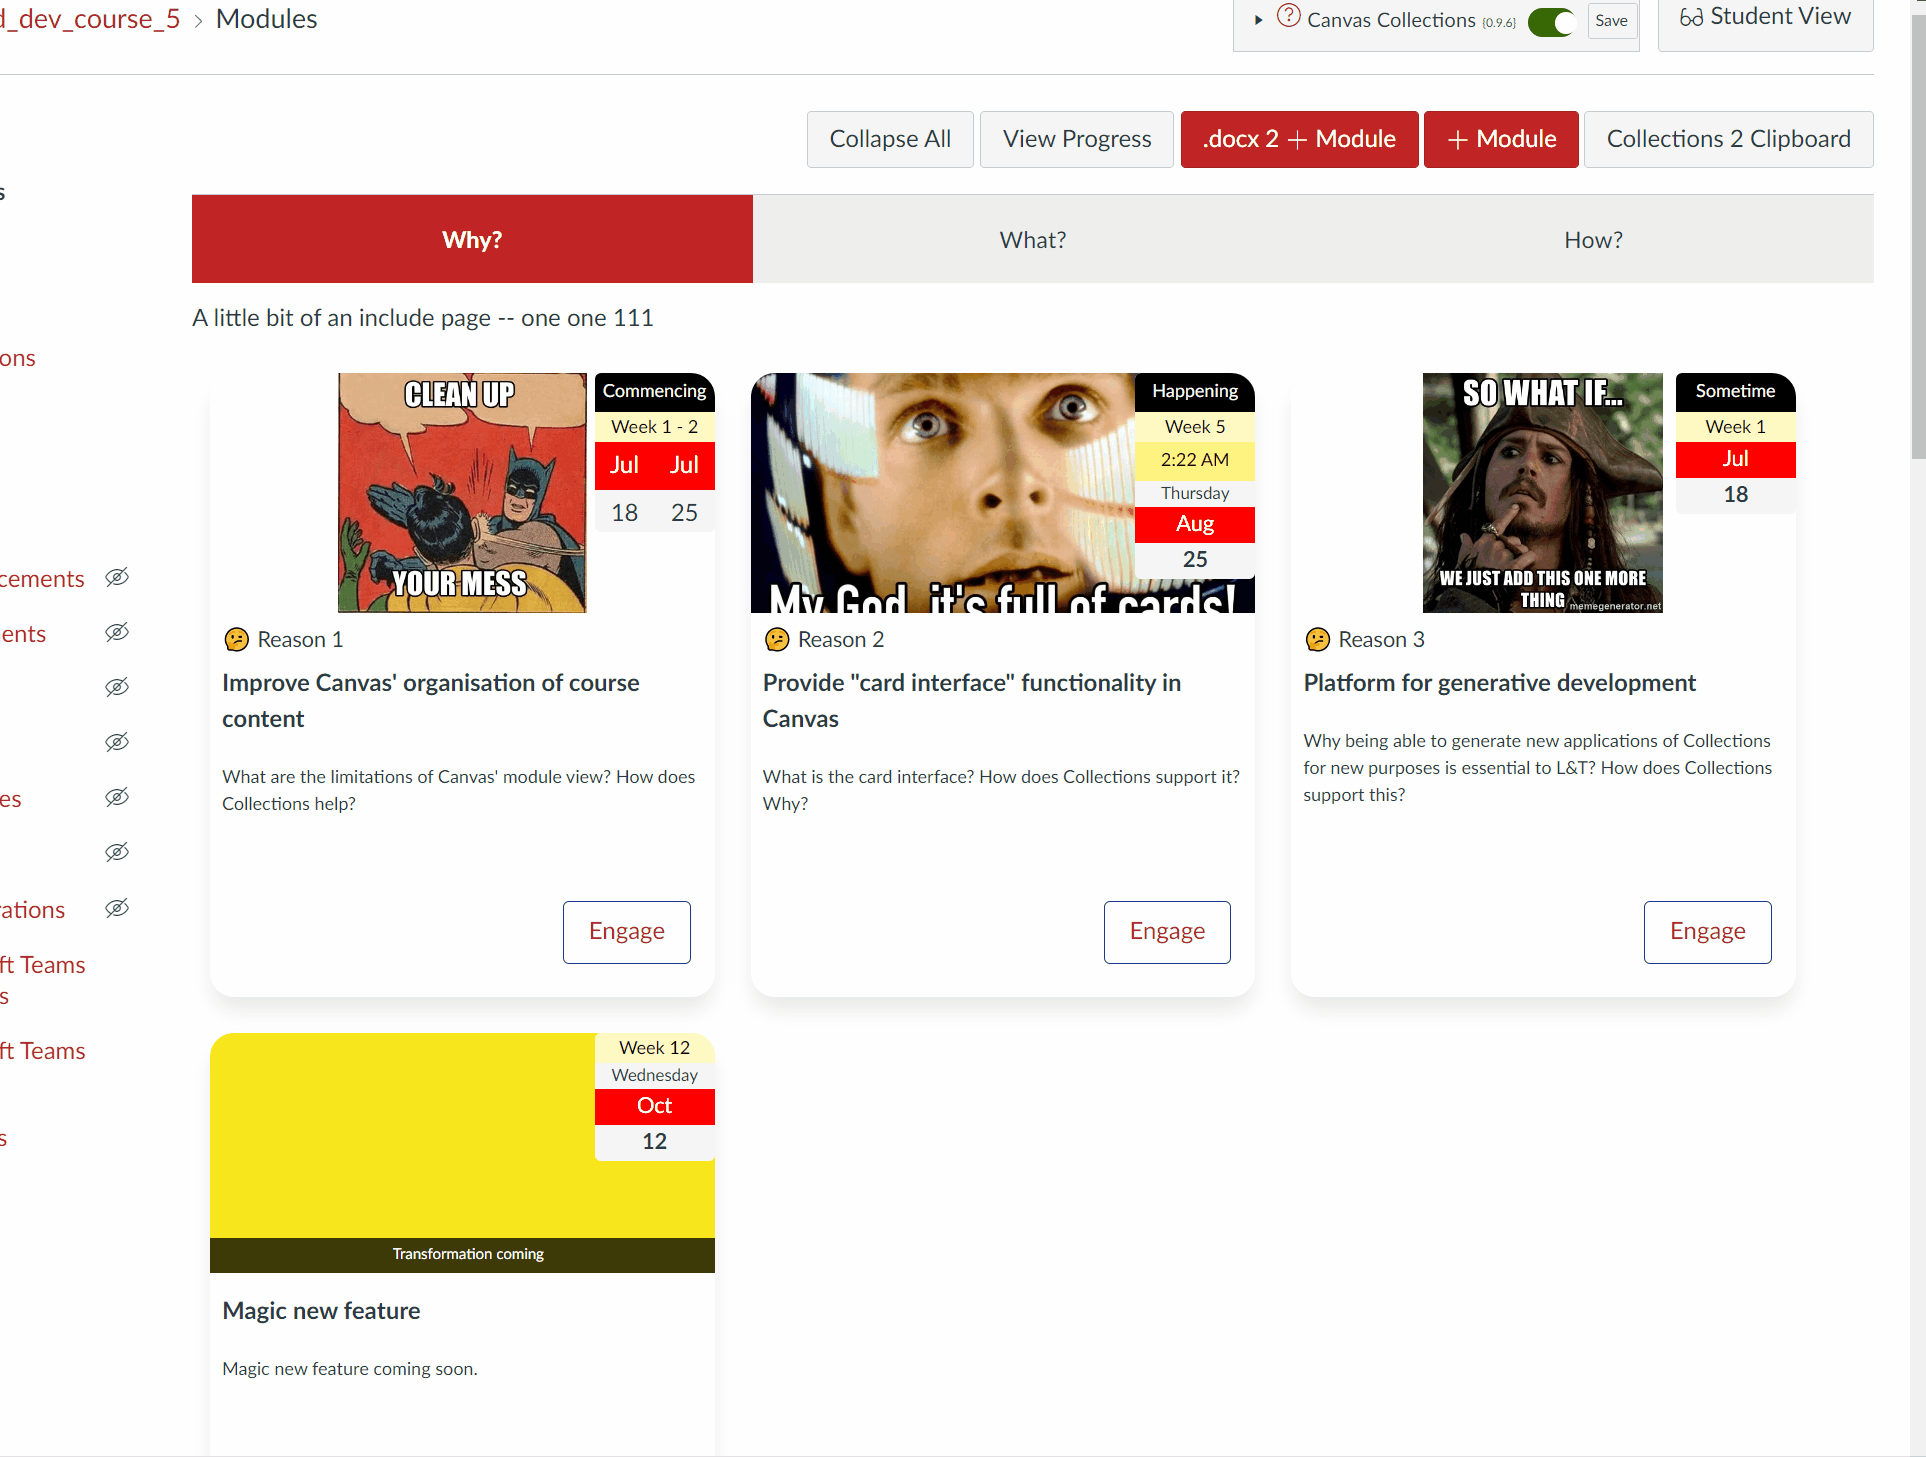 d_dev_course_5 > Modules
Canvas Collections {0.9.6} Save
Student View
Collapse All
View Progress
.docx 2 + Module
+ Module
Collections 2 Clipboard
Why?
What?
How?
A little bit of an include page -- one one 111
s
ons
cements
ents
es
rations
ft Teams
s
ft Teams
s
CLEAN UP
YOUR MESS
Commencing
Week 1 - 2
Jul Jul
18 25
Reason 1
Improve Canvas' organisation of course
content
What are the limitations of Canvas' module view? How does
Collections help?
Engage
My God, it's full of cards!
Happening
Week 5
2:22 AM
Thursday
Aug
25
Reason 2
Provide "card interface" functionality in
Canvas
What is the card interface? How does Collections support it?
Why?
Engage
SO WHAT IF...
WE JUST ADD THIS ONE MORE
THING
memegenerator.net
Sometime
Week 1
Jul
18
Reason 3
Platform for generative development
Why being able to generate new applications of Collections
for new purposes is essential to L&T? How does Collections
support this?
Engage
Week 12
Wednesday
Oct
12
Transformation coming
Magic new feature
Magic new feature coming soon.